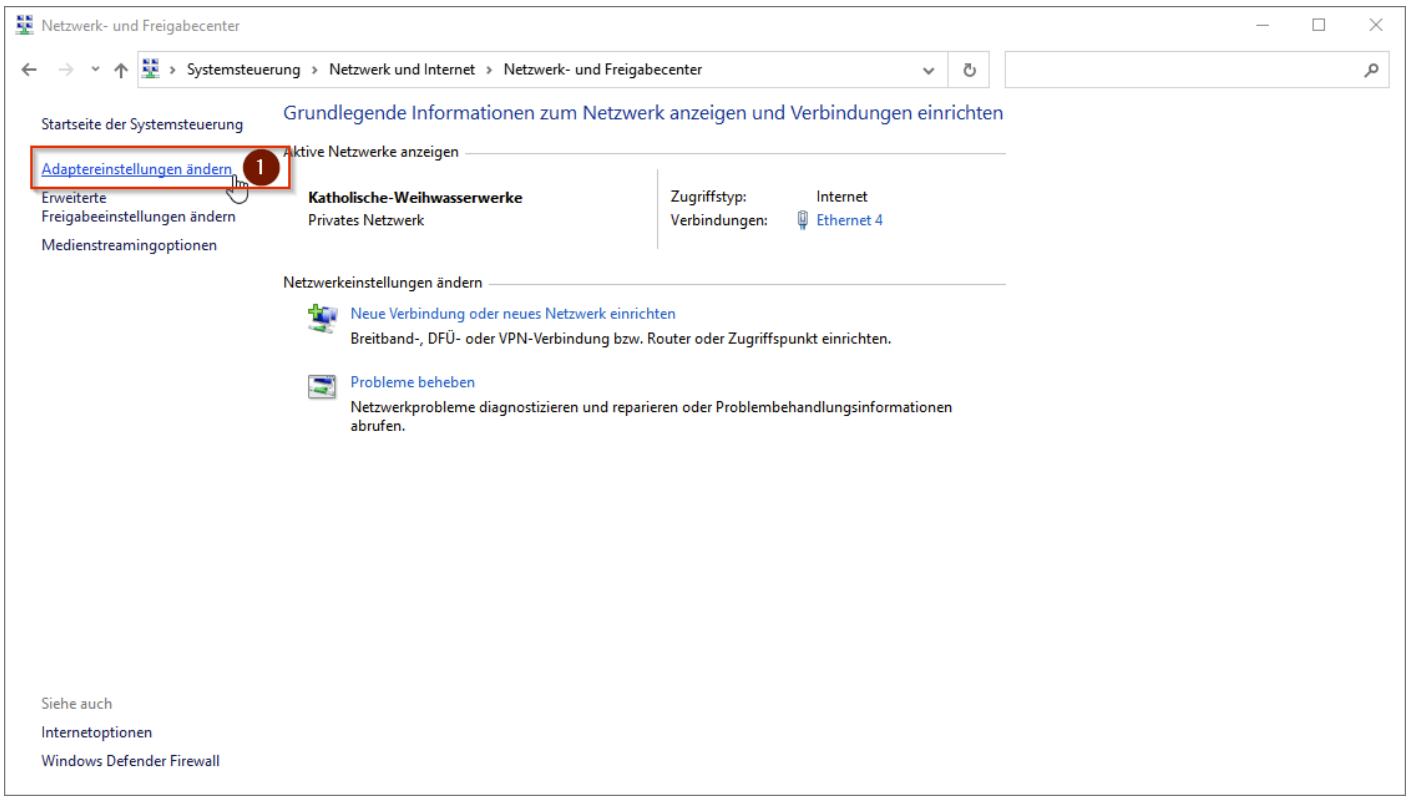 Netzwerk- und Freigabecenter
Systemsteuerung > Netzwerk und Internet > Netzwerk- und Freigabecenter
Startseite der Systemsteuerung
Adaptereinstellungen ändern
1
Erweiterte
Freigabeeinstellungen ändern
Medienstreamingoptionen
Grundlegende Informationen zum Netzwerk anzeigen und Verbindungen einrichten
Aktive Netzwerke anzeigen
Katholische-Weihwasserwerke
Privates Netzwerk
Zugriffstyp: Internet
Verbindungen: Ethernet 4
Netzwerkeinstellungen ändern
Neue Verbindung oder neues Netzwerk einrichten
Breitband-, DFÜ- oder VPN-Verbindung bzw. Router oder Zugriffspunkt einrichten.
Probleme beheben
Netzwerkprobleme diagnostizieren und reparieren oder Problembehandlungsinformationen
abrufen.
Siehe auch
Internetoptionen
Windows Defender Firewall